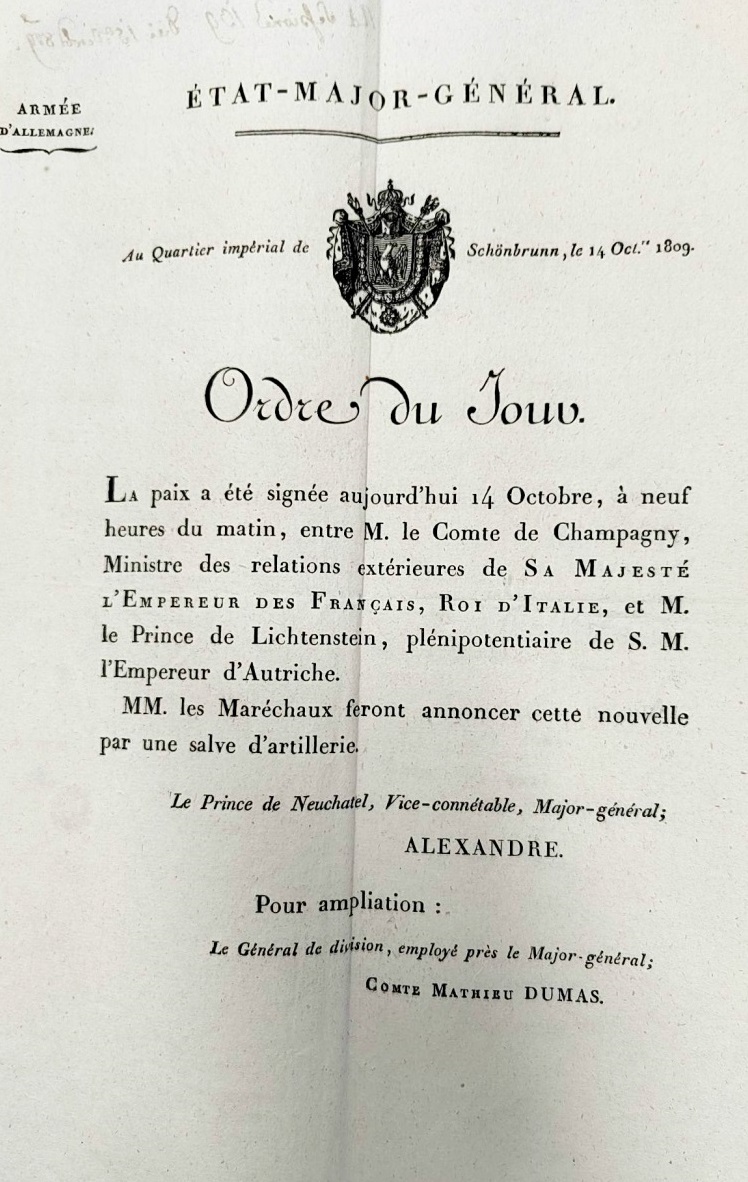 ÉTAT-MAJOR-GÉNÉRAL.
ARMÉE
D'ALLEMAGNE.
Au Quartier impérial de Schönbrunn, le 14 Oct.re 1809.
Ordre du Jour.
LA paix a été signée aujourd'hui 14 Octobre, à neuf
heures du matin, entre M. le Comte de Champagny,
Ministre des relations extérieures de SA MAJESTÉ
L'EMPEREUR DES FRANÇAIS, ROI D'ITALIE, et M.
le Prince de Lichtenstein, plénipotentiaire de S. M.
l'Empereur d'Autriche.
MM. les Maréchaux feront annoncer cette nouvelle
par une salve d'artillerie.
Le Prince de Neuchatel, Vice-connétable, Major-général;
ALEXANDRE.
Pour ampliation :
Le Général de division, employé près le Major-général;
COMTE MATHIEU DUMAS.